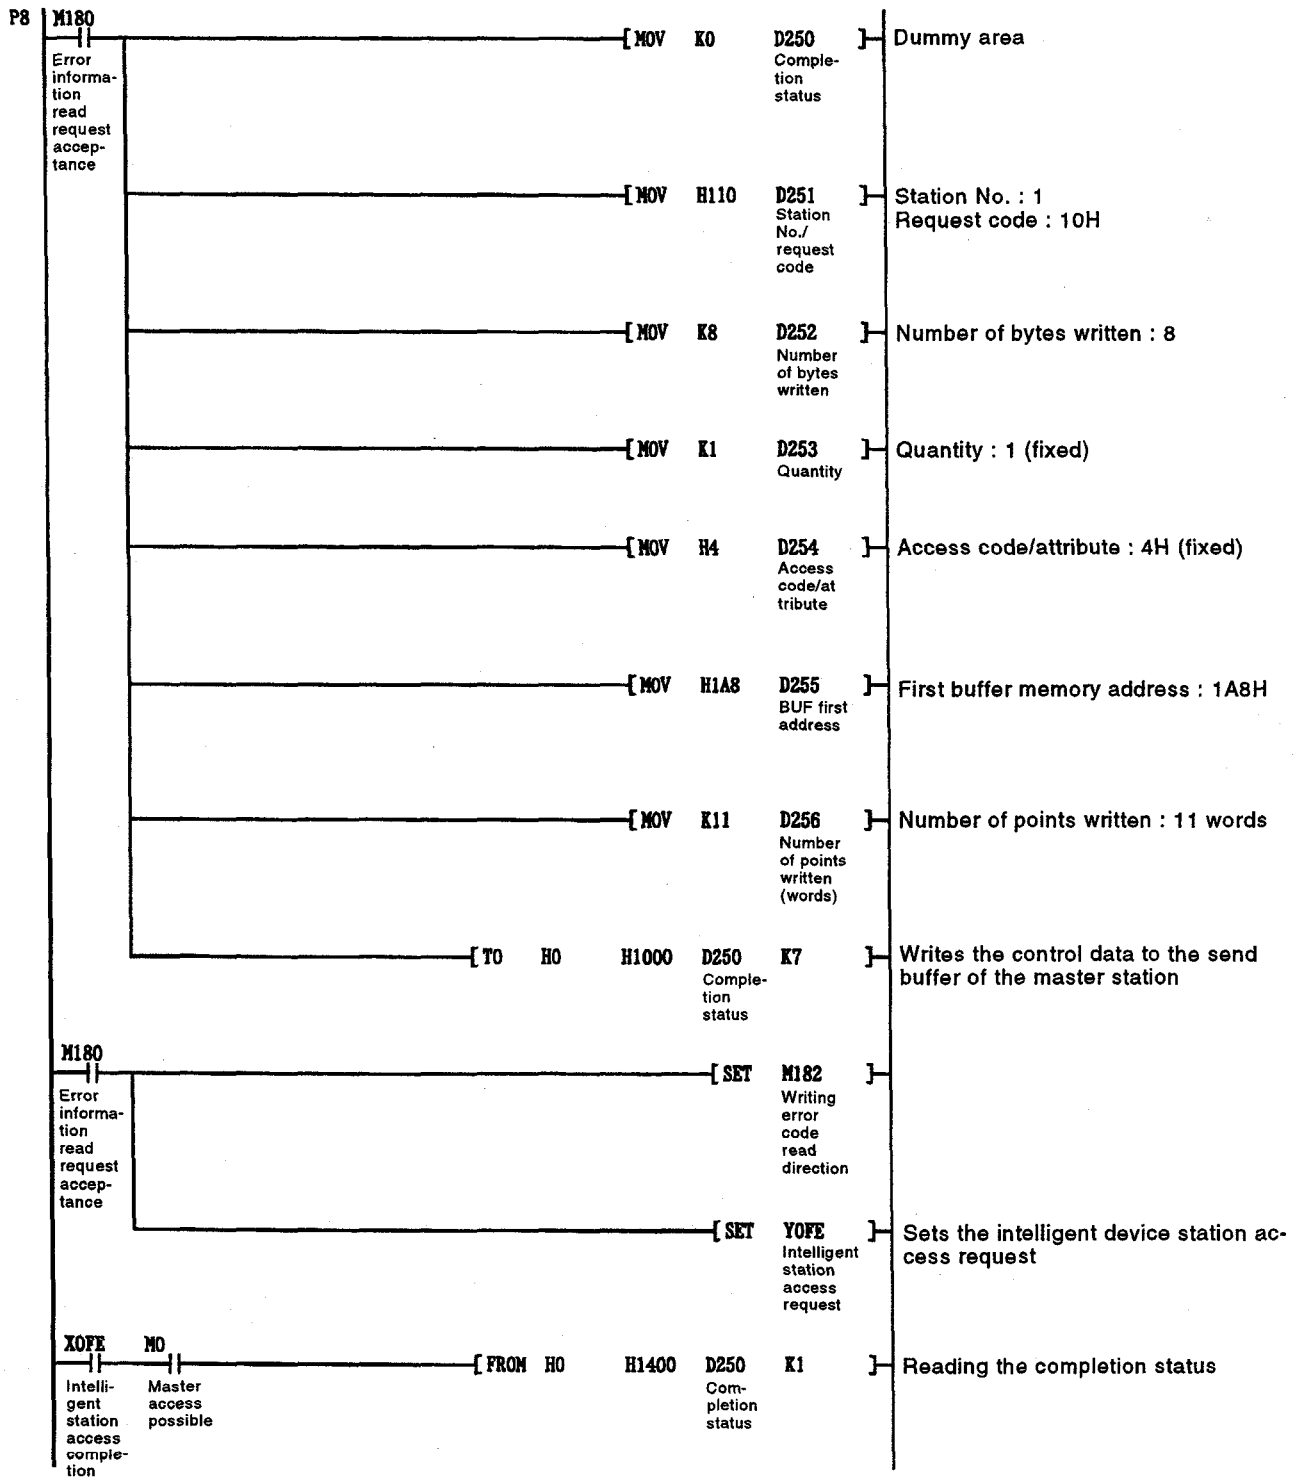 P8 M180
[ MOV K0 D250 ] Dummy area
Error
informa-
tion
read
request
accep-
tance
Comple-
tion
status
[ MOV H110 D251 ] Station No. : 1
Request code : 10H
Station
No./
request
code
[ MOV K8 D252 ] Number of bytes written : 8
Number
of bytes
written
[ MOV K1 D253 ] Quantity : 1 (fixed)
Quantity
[ MOV H4 D254 ] Access code/attribute : 4H (fixed)
Access
code/at
tribute
[ MOV H1A8 D255 ] First buffer memory address : 1A8H
BUF first
address
[ MOV K11 D256 ] Number of points written : 11 words
Number
of points
written
(words)
[ TO H0 H1000 D250 K7 ] Writes the control data to the send
buffer of the master station
Comple-
tion
status
M180
[ SET M182 ]
Error
informa-
tion
read
request
accep-
tance
Writing
error
code
read
direction
[ SET Y0FE ] Sets the intelligent device station ac-
cess request
Intelligent
station
access
request
X0FE M0
[ FROM H0 H1400 D250 K1 ] Reading the completion status
Intelli-
gent
station
access
comple-
tion
Master
access
possible
Com-
pletion
status